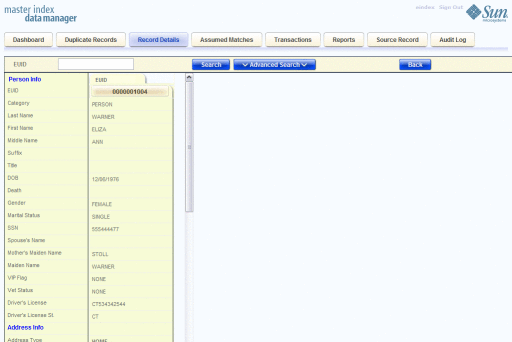 master index
data manager
eweber Sign Out
Sun
microsystems
Dashboard Duplicate Records Record Details Assumed Matches Transactions Reports Source Record Audit Log
EUID Search Advanced Search Back
Person Info EUID
EUID 0000001004
Category PERSON
Last Name WARNER
First Name ELIZA
Middle Name ANN
Suffix
Title
DOB 12/06/1976
Death
Gender FEMALE
Marital Status SINGLE
SSN 555444477
Spouse's Name
Mother's Maiden Name STOLL
Maiden Name WARNER
VIP Flag NONE
Vet Status NONE
Driver's License CT534342544
Driver's License St. CT
Address Info
Address Type HOME